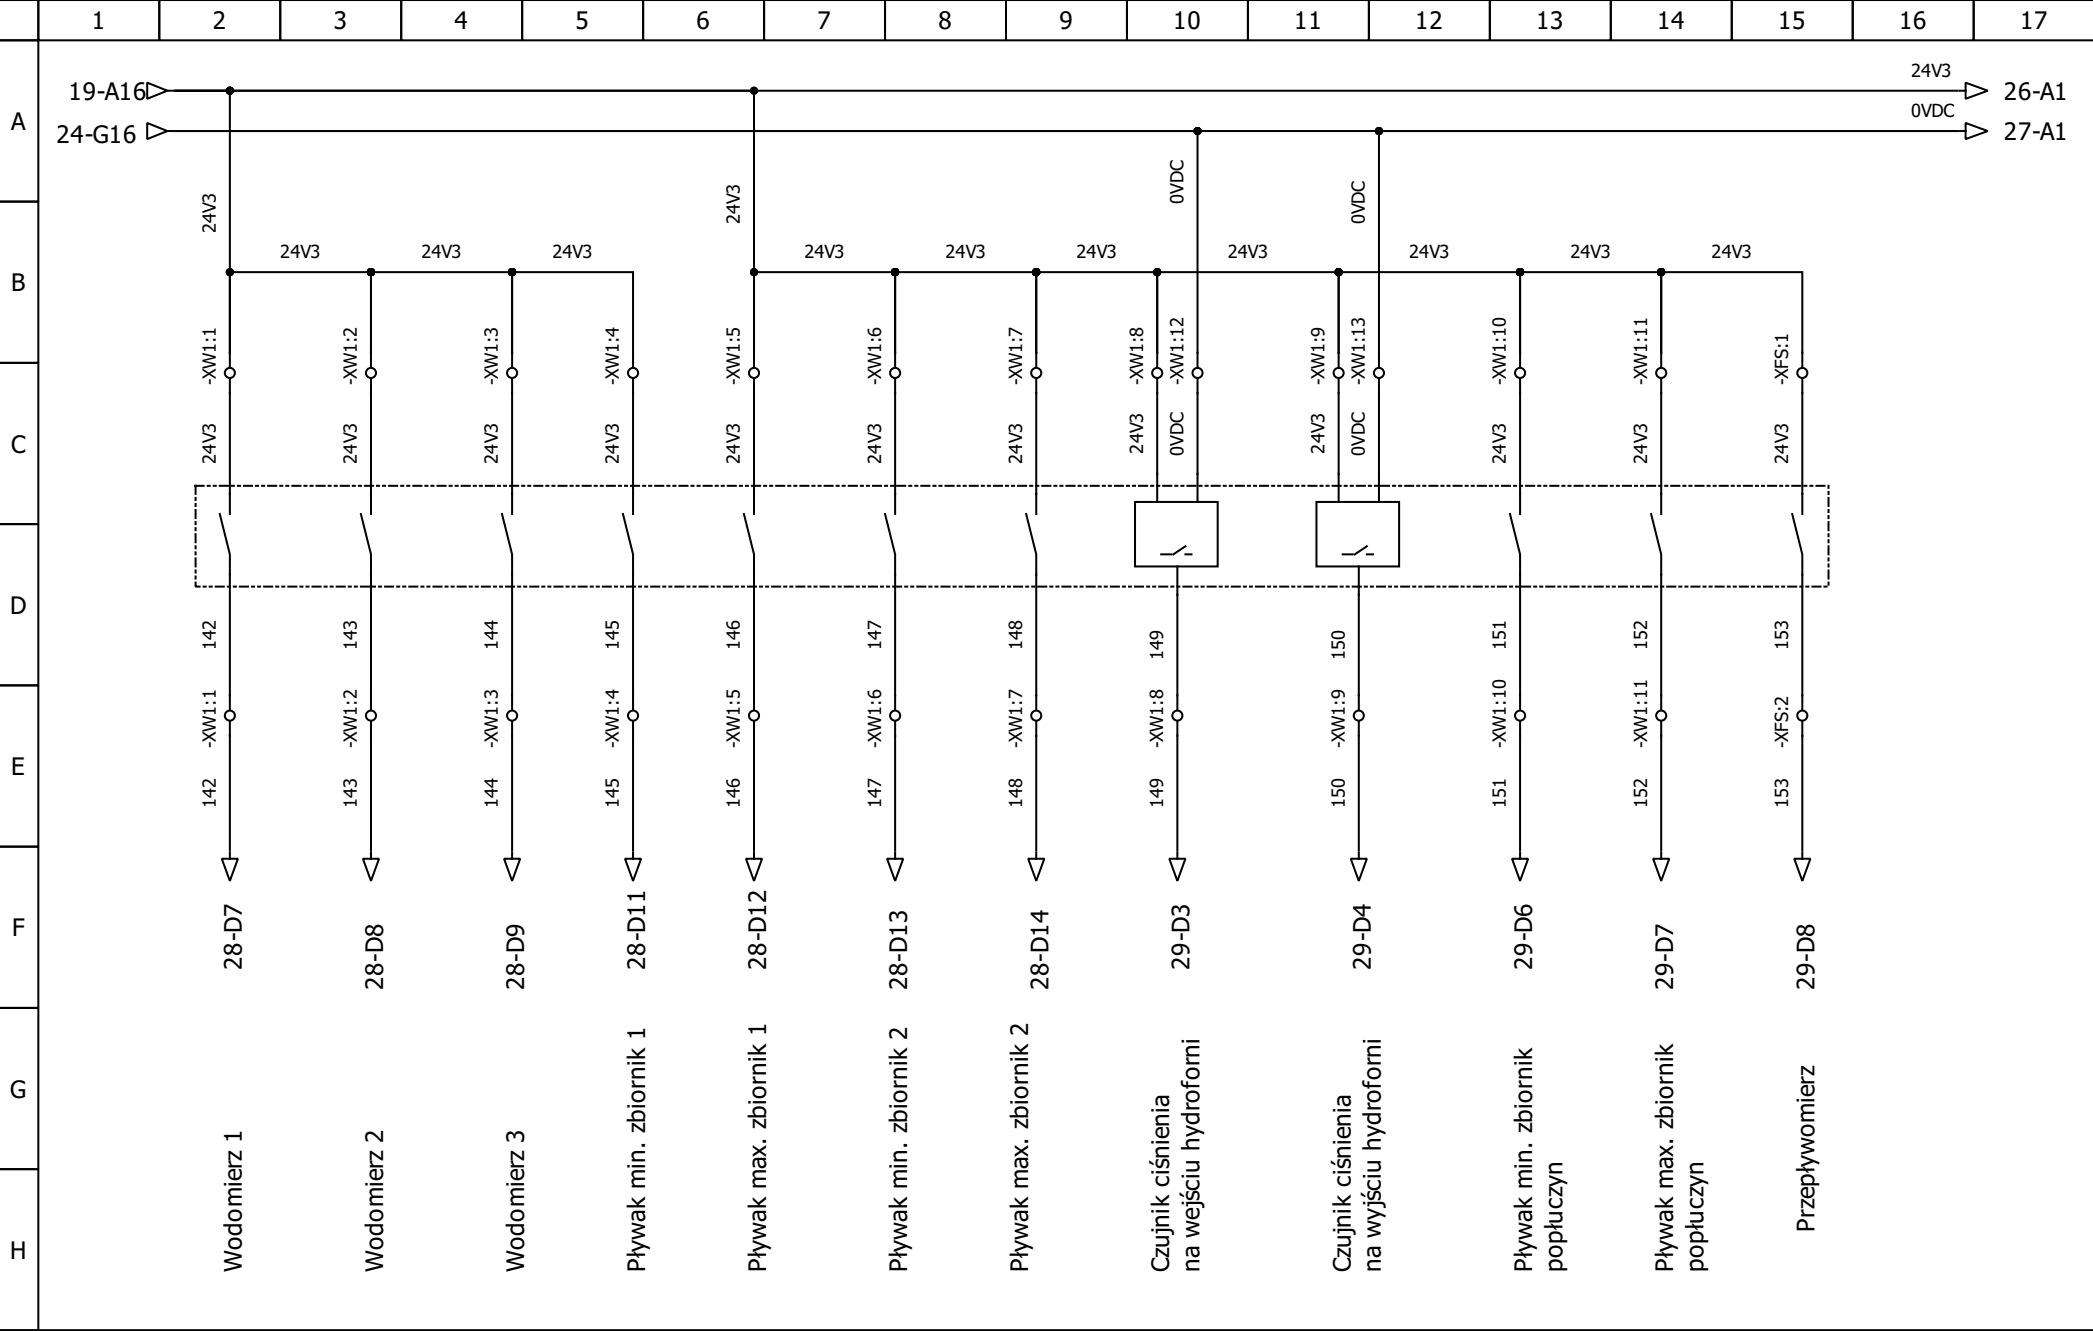 1 2 3 4 5 6 7 8 9 10 11 12 13 14 15 16 17
A
B
C
D
E
F
G
H
19-A16
24V3
26-A1
24-G16
0VDC
27-A1
24V3 24V3 0VDC 0VDC
24V3 24V3 24V3 24V3 24V3 24V3 24V3 24V3 24V3 24V3
-XW1:1 -XW1:2 -XW1:3 -XW1:4 -XW1:5 -XW1:6 -XW1:7 -XW1:8 -XW1:12 -XW1:9 -XW1:13 -XW1:10 -XW1:11 -XFS:1
24V3 24V3 24V3 24V3 24V3 24V3 24V3 24V3 0VDC 24V3 0VDC 24V3 24V3 24V3
142 143 144 145 146 147 148 149 150 151 152 153
-XW1:1 -XW1:2 -XW1:3 -XW1:4 -XW1:5 -XW1:6 -XW1:7 -XW1:8 -XW1:9 -XW1:10 -XW1:11 -XFS:2
142 143 144 145 146 147 148 149 150 151 152 153
28-D7 28-D8 28-D9 28-D11 28-D12 28-D13 28-D14 29-D3 29-D4 29-D6 29-D7 29-D8
Wodomierz 1
Wodomierz 2
Wodomierz 3
Pływak min. zbiornik 1
Pływak max. zbiornik 1
Pływak min. zbiornik 2
Pływak max. zbiornik 2
Czujnik ciśnienia
na wejściu hydroforni
Czujnik ciśnienia
na wyjściu hydroforni
Pływak min. zbiornik
popłuczyn
Pływak max. zbiornik
popłuczyn
Przepływomierz